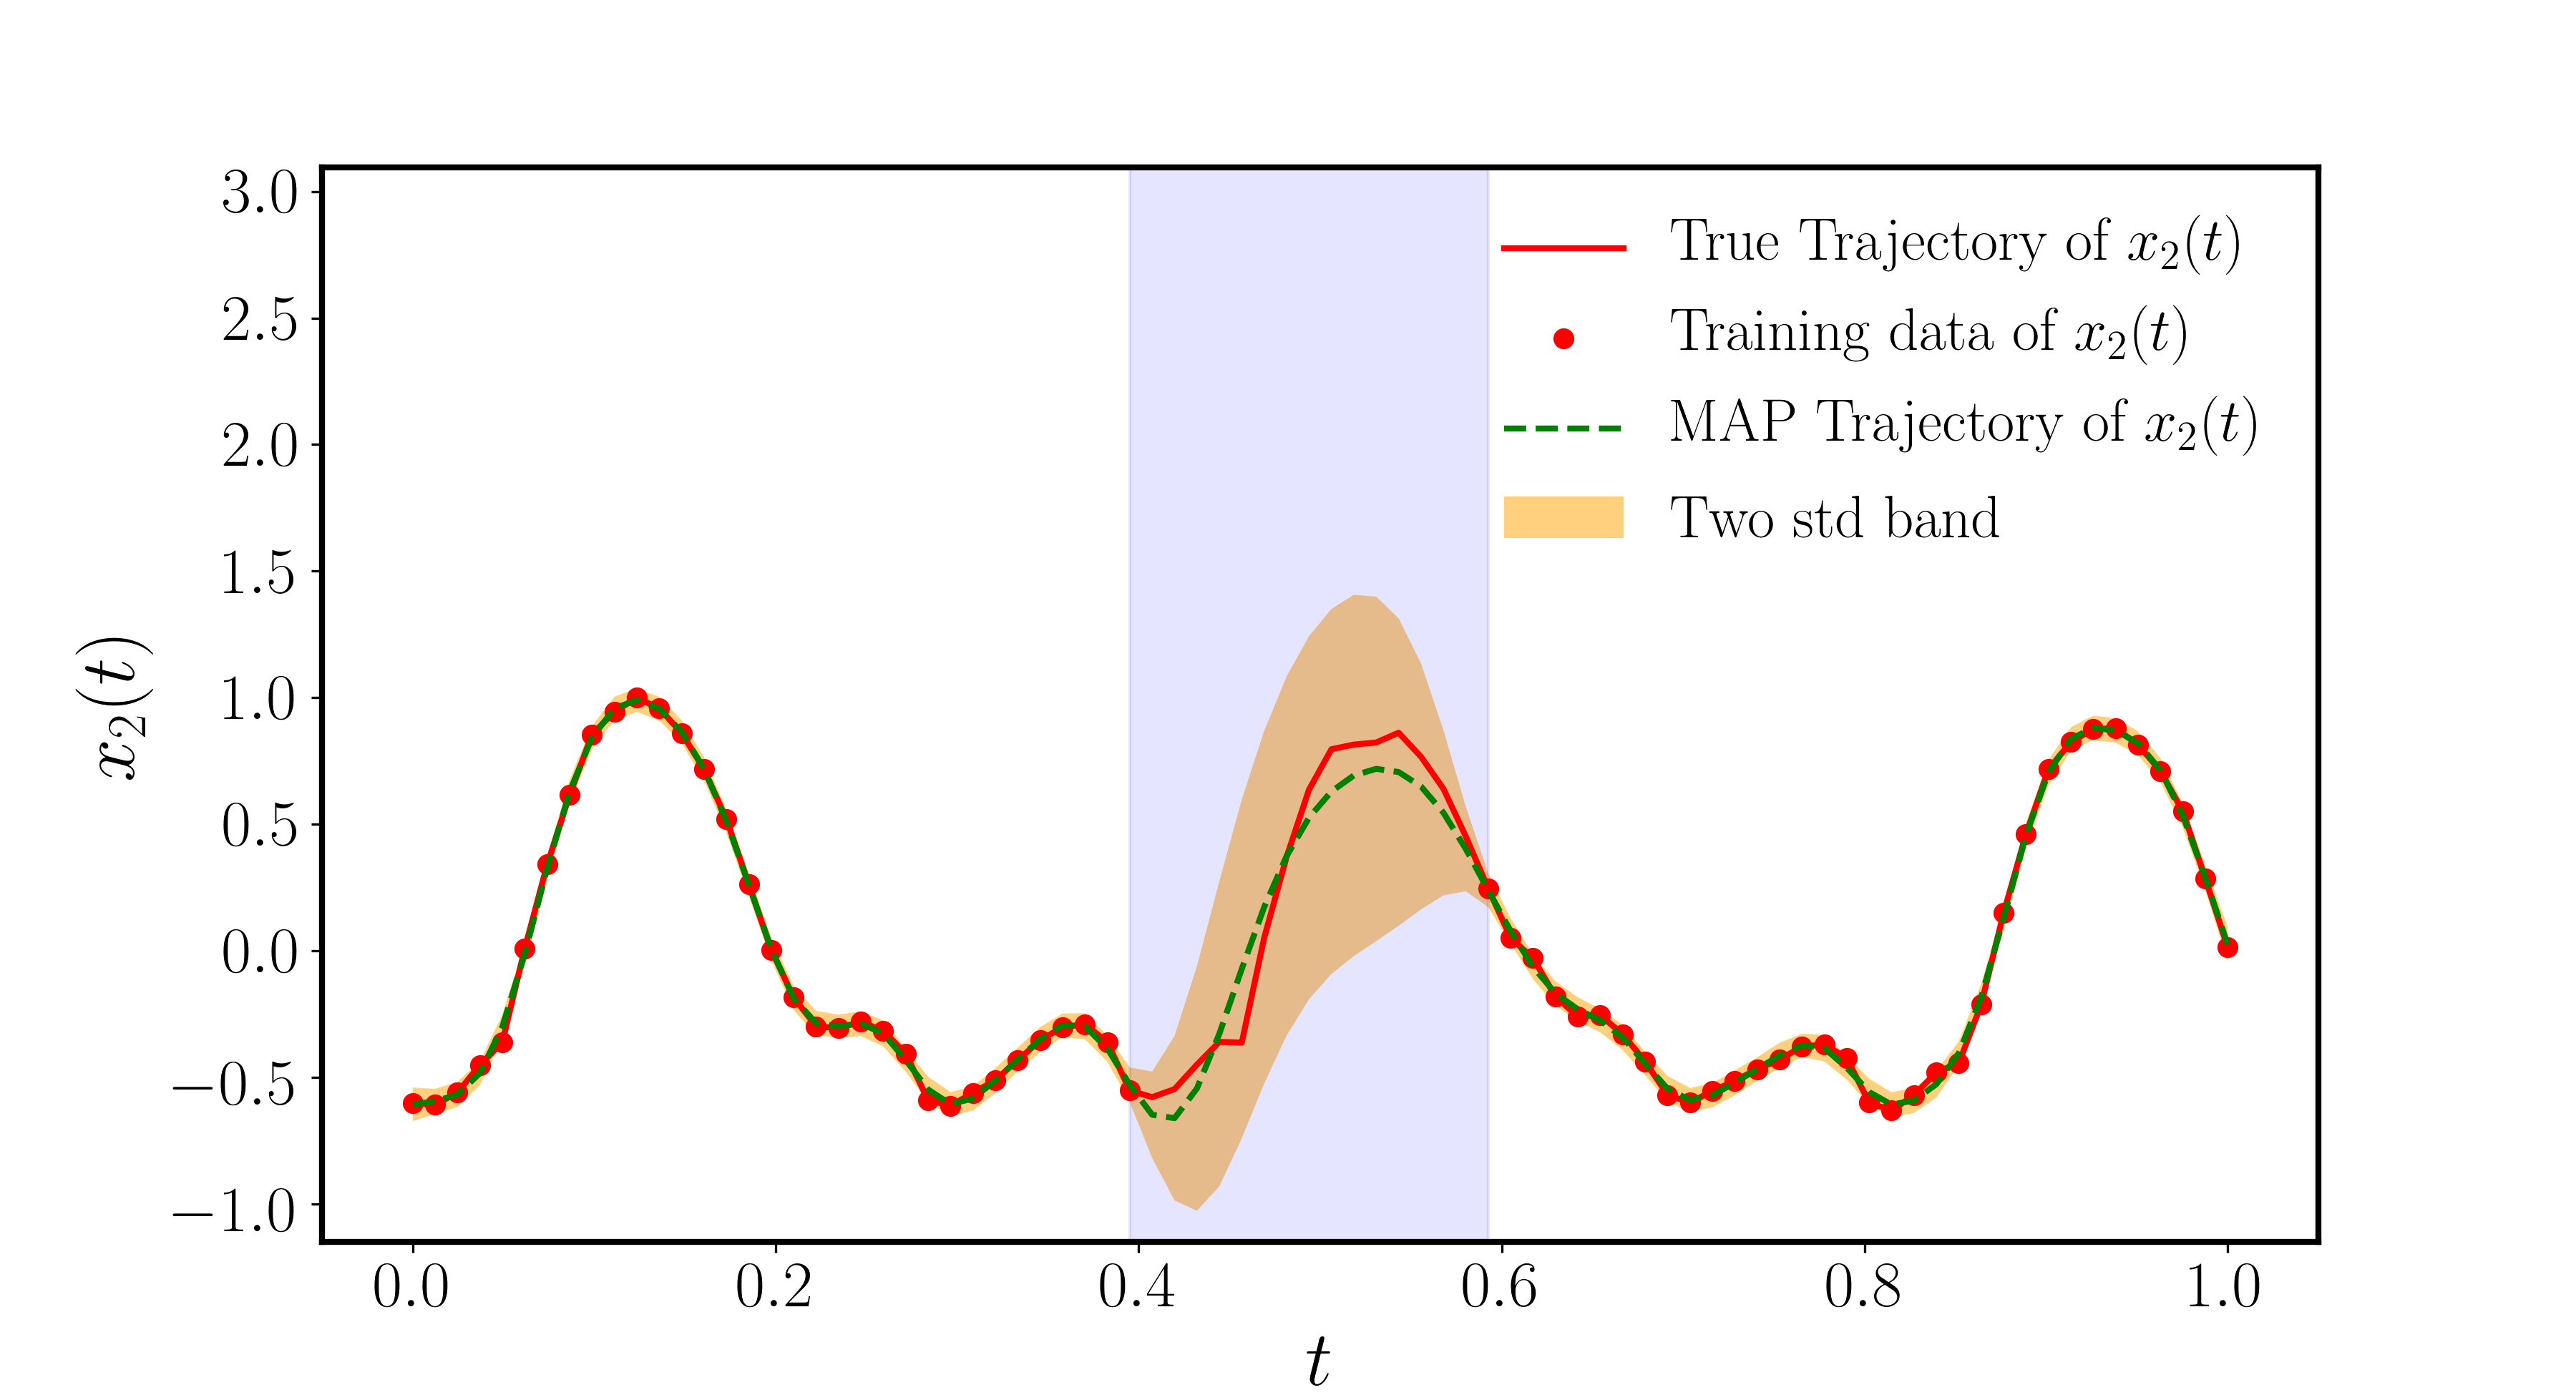 3.0
2.5
2.0
1.5
1.0
0.5
0.0
−0.5
−1.0
x₂(t)
True Trajectory of x₂(t)
Training data of x₂(t)
MAP Trajectory of x₂(t)
Two std band
0.0 0.2 0.4 0.6 0.8 1.0
t